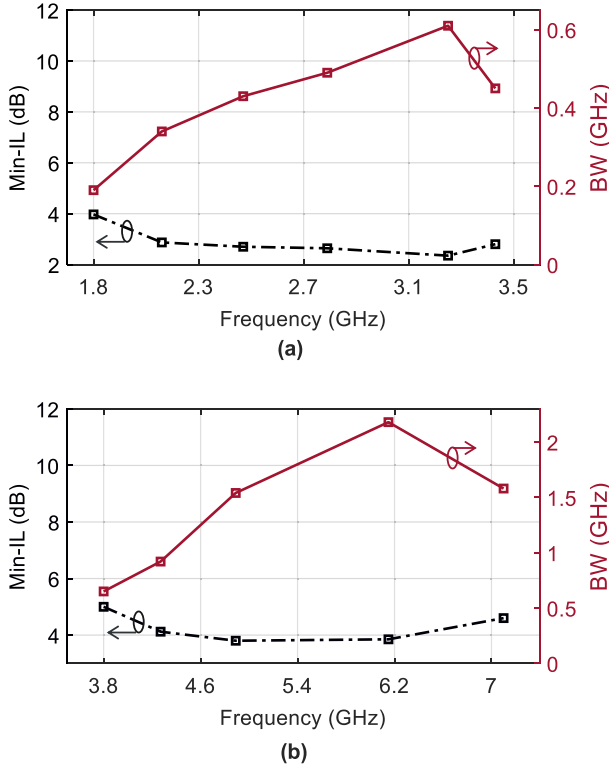 12
10
8
6
4
2
Min-IL (dB)
0.6
0.4
0.2
0
BW (GHz)
1.8 2.3 2.7 3.1 3.5
Frequency (GHz)
(a)
12
10
8
6
4
Min-IL (dB)
2
1.5
1
0.5
0
BW (GHz)
3.8 4.6 5.4 6.2 7
Frequency (GHz)
(b)